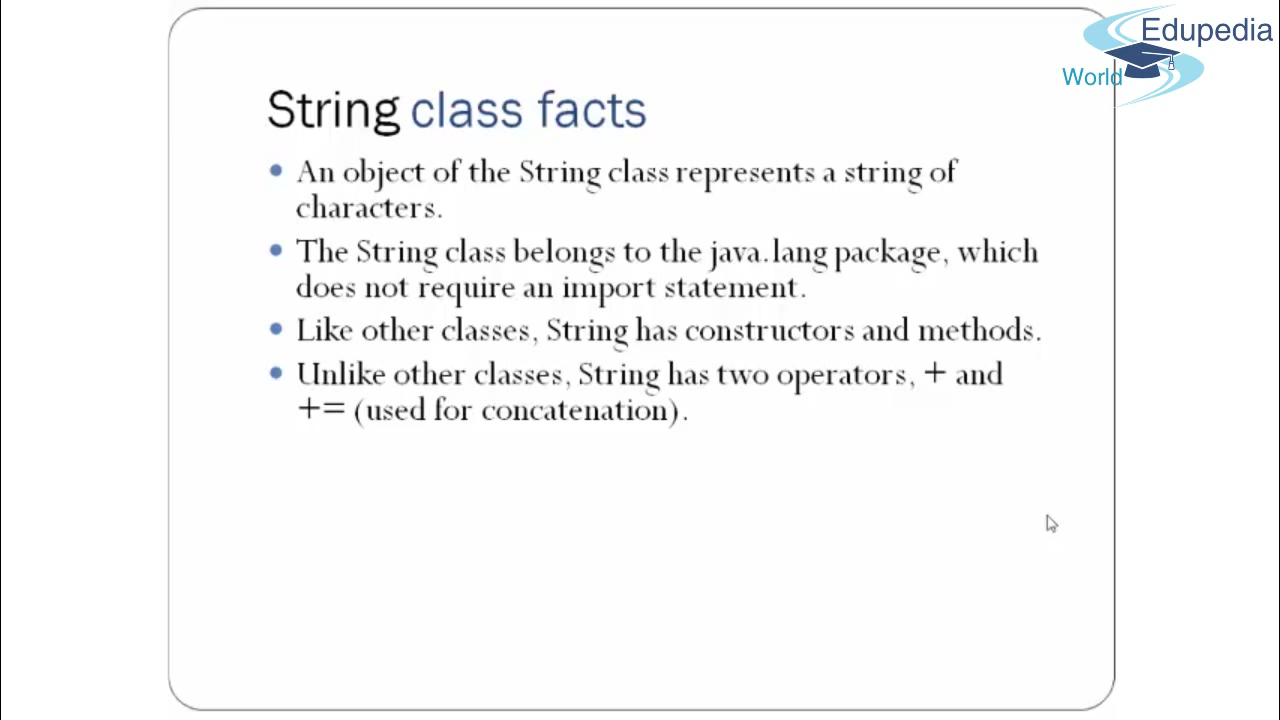 Edupedia
World
String class facts
• An object of the String class represents a string of
characters.
• The String class belongs to the java.lang package, which
does not require an import statement.
• Like other classes, String has constructors and methods.
• Unlike other classes, String has two operators, + and
+= (used for concatenation).